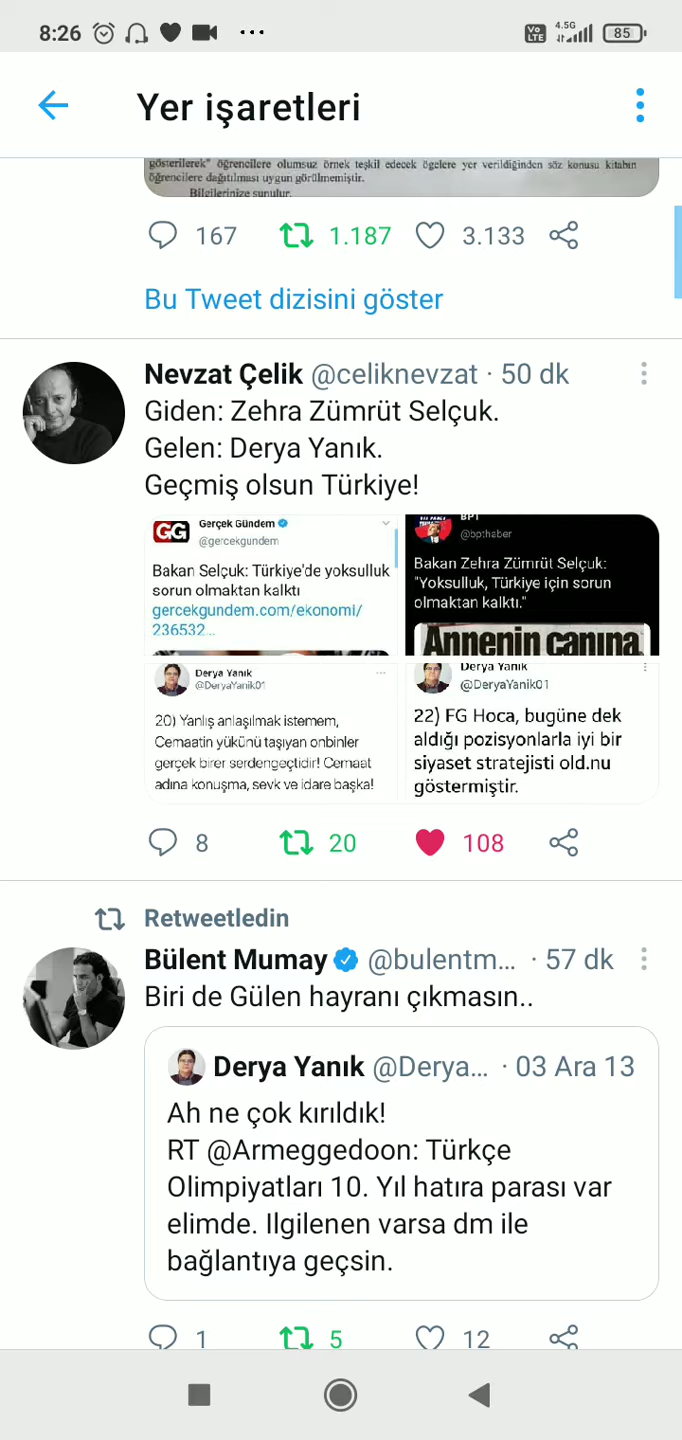 8:26
Vo LTE
4.5G
85
Yer işaretleri
gösterilerek" öğrencilere olumsuz örnek teşkil edecek ögelere yer verildiğinden söz konusu kitabın
öğrencilere dağıtılması uygun görülmemiştir.
Bilgilerinize sunulur.
167 1.187 3.133
Bu Tweet dizisini göster
Nevzat Çelik @celiknevzat · 50 dk
Giden: Zehra Zümrüt Selçuk.
Gelen: Derya Yanık.
Geçmiş olsun Türkiye!
GG
Gerçek Gündem
@gercekgundem
Bakan Selçuk: Türkiye'de yoksulluk
sorun olmaktan kalktı
gercekgundem.com/ekonomi/
236532...
BPT
@bpthaber
Bakan Zehra Zümrüt Selçuk:
"Yoksulluk, Türkiye için sorun
olmaktan kalktı."
Annenin canına
Derya Yanık
@DeryaYanik01
20) Yanlış anlaşılmak istemem,
Cemaatin yükünü taşıyan onbinler
gerçek birer serdengeçtidir! Cemaat
adına konuşma, sevk ve idare başka!
Derya Yanık
@DeryaYanik01
22) FG Hoca, bugüne dek
aldığı pozisyonlarla iyi bir
siyaset stratejisti old.nu
göstermiştir.
8 20 108
Retweetledin
Bülent Mumay @bulentm... · 57 dk
Biri de Gülen hayranı çıkmasın..
Derya Yanık @Derya... · 03 Ara 13
Ah ne çok kırıldık!
RT @Armeggedoon: Türkçe
Olimpiyatları 10. Yıl hatıra parası var
elimde. Ilgilenen varsa dm ile
bağlantıya geçsin.
1 5 12